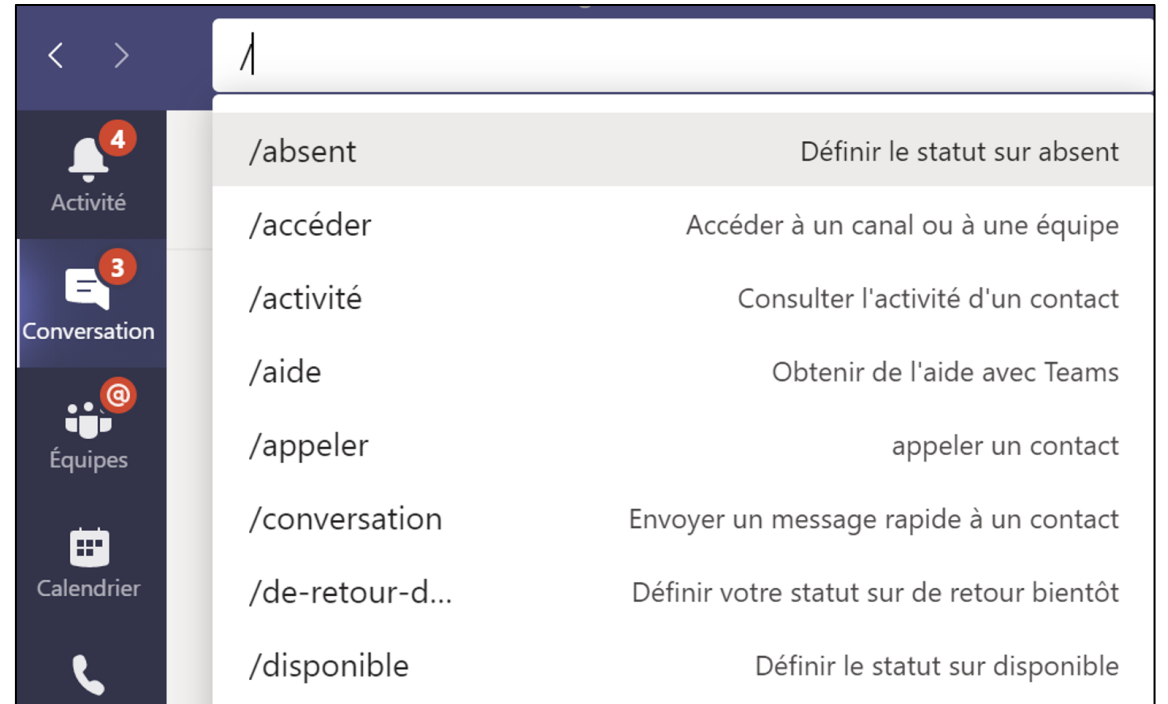 /
4
Activité
3
Conversation
@
Équipes
Calendrier
/absent Définir le statut sur absent
/accéder Accéder à un canal ou à une équipe
/activité Consulter l'activité d'un contact
/aide Obtenir de l'aide avec Teams
/appeler appeler un contact
/conversation Envoyer un message rapide à un contact
/de-retour-d... Définir votre statut sur de retour bientôt
/disponible Définir le statut sur disponible